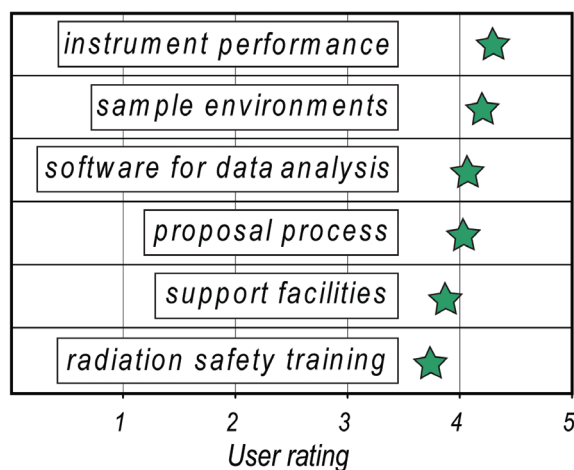 instrument performance
sample environments
software for data analysis
proposal process
support facilities
radiation safety training
1 2 3 4 5
User rating